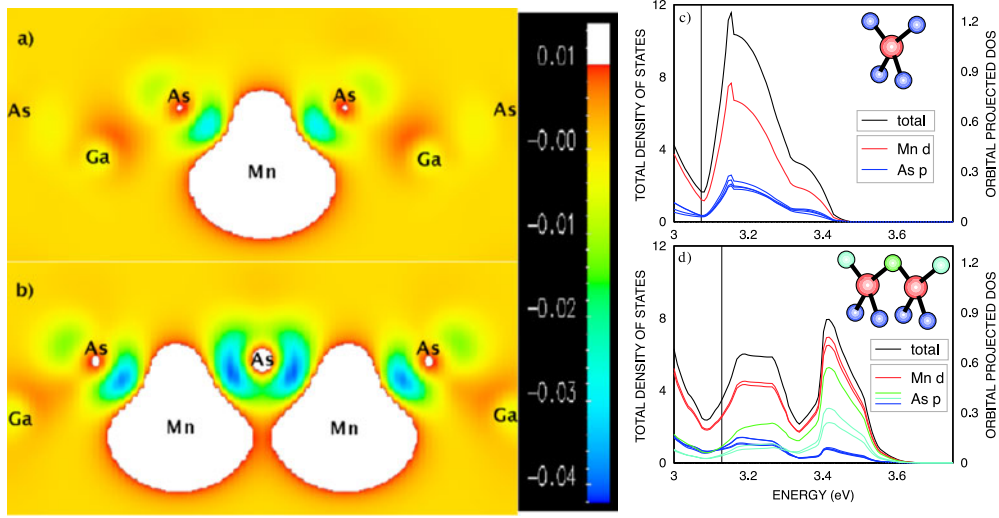 a)
As
As
As
As
Ga
Ga
Mn
b)
As
As
As
Ga
Ga
Mn
Mn
0.01
-0.00
-0.01
-0.02
-0.03
-0.04
c)
TOTAL DENSITY OF STATES
12
8
4
0
3
3.2
3.4
3.6
ORBITAL PROJECTED DOS
1.2
0.9
0.6
0.3
0
total
Mn d
As p
d)
TOTAL DENSITY OF STATES
12
8
4
0
3
3.2
3.4
3.6
ENERGY (eV)
ORBITAL PROJECTED DOS
1.2
0.9
0.6
0.3
0
total
Mn d
As p